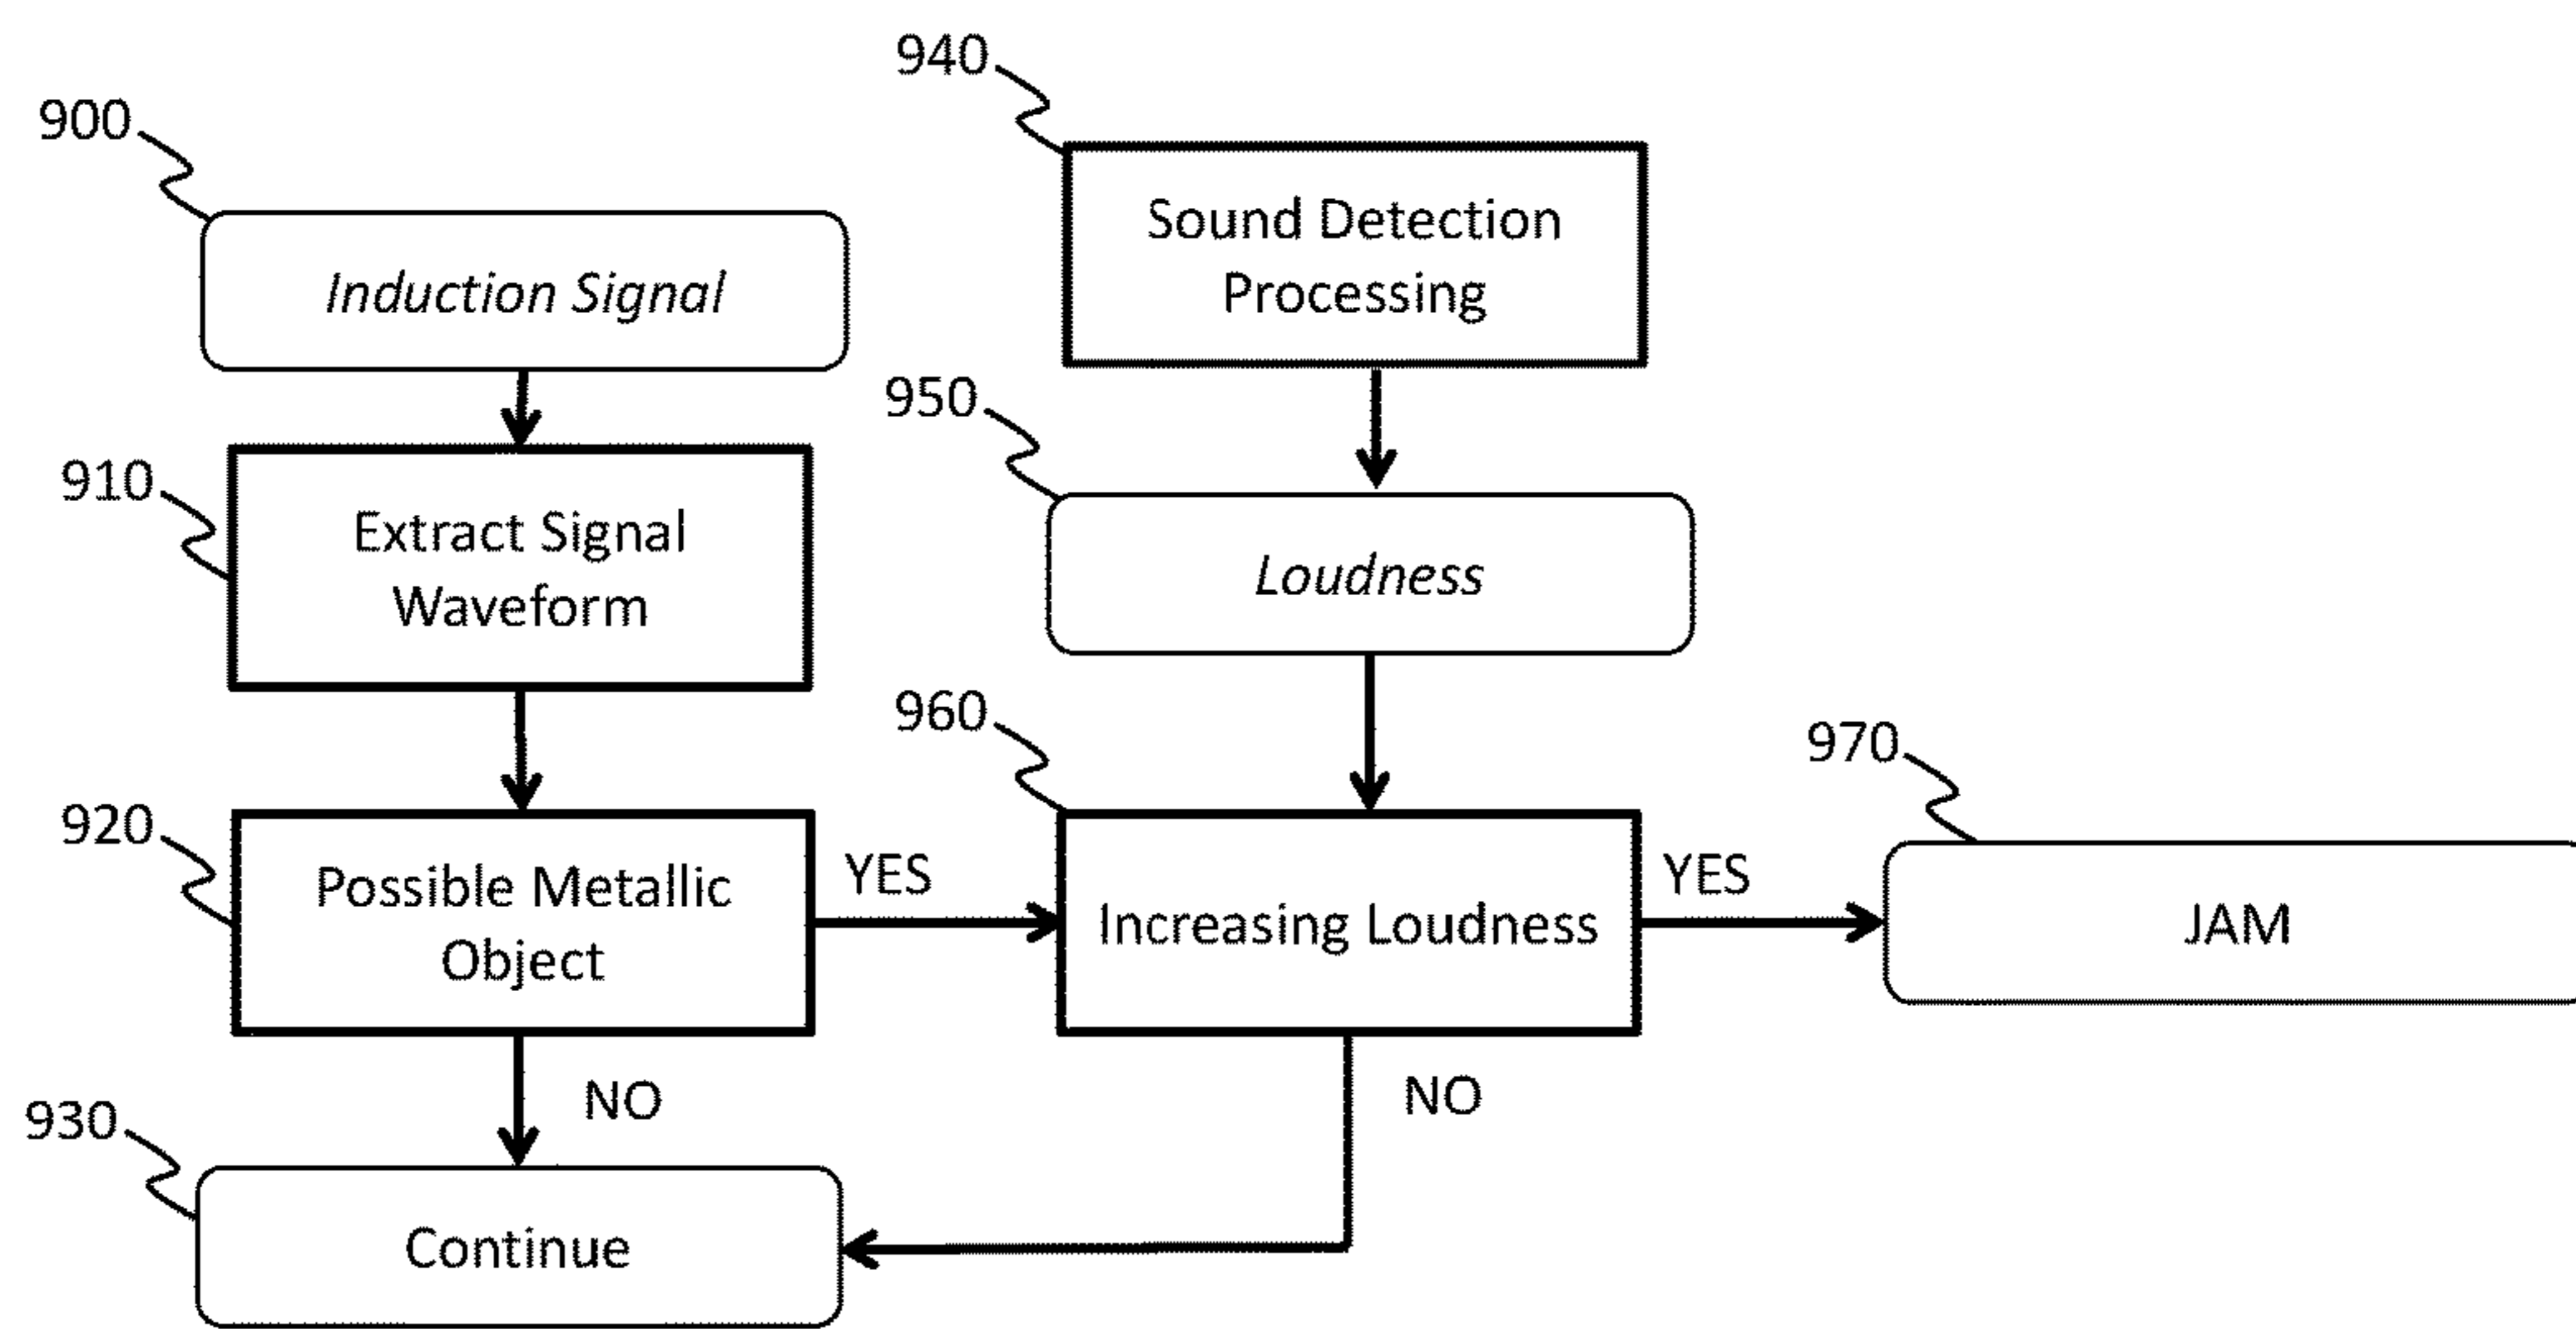 900
Induction Signal
910
Extract Signal
Waveform
920
Possible Metallic
Object
YES
NO
930
Continue
940
Sound Detection
Processing
950
Loudness
960
Increasing Loudness
YES
NO
970
JAM